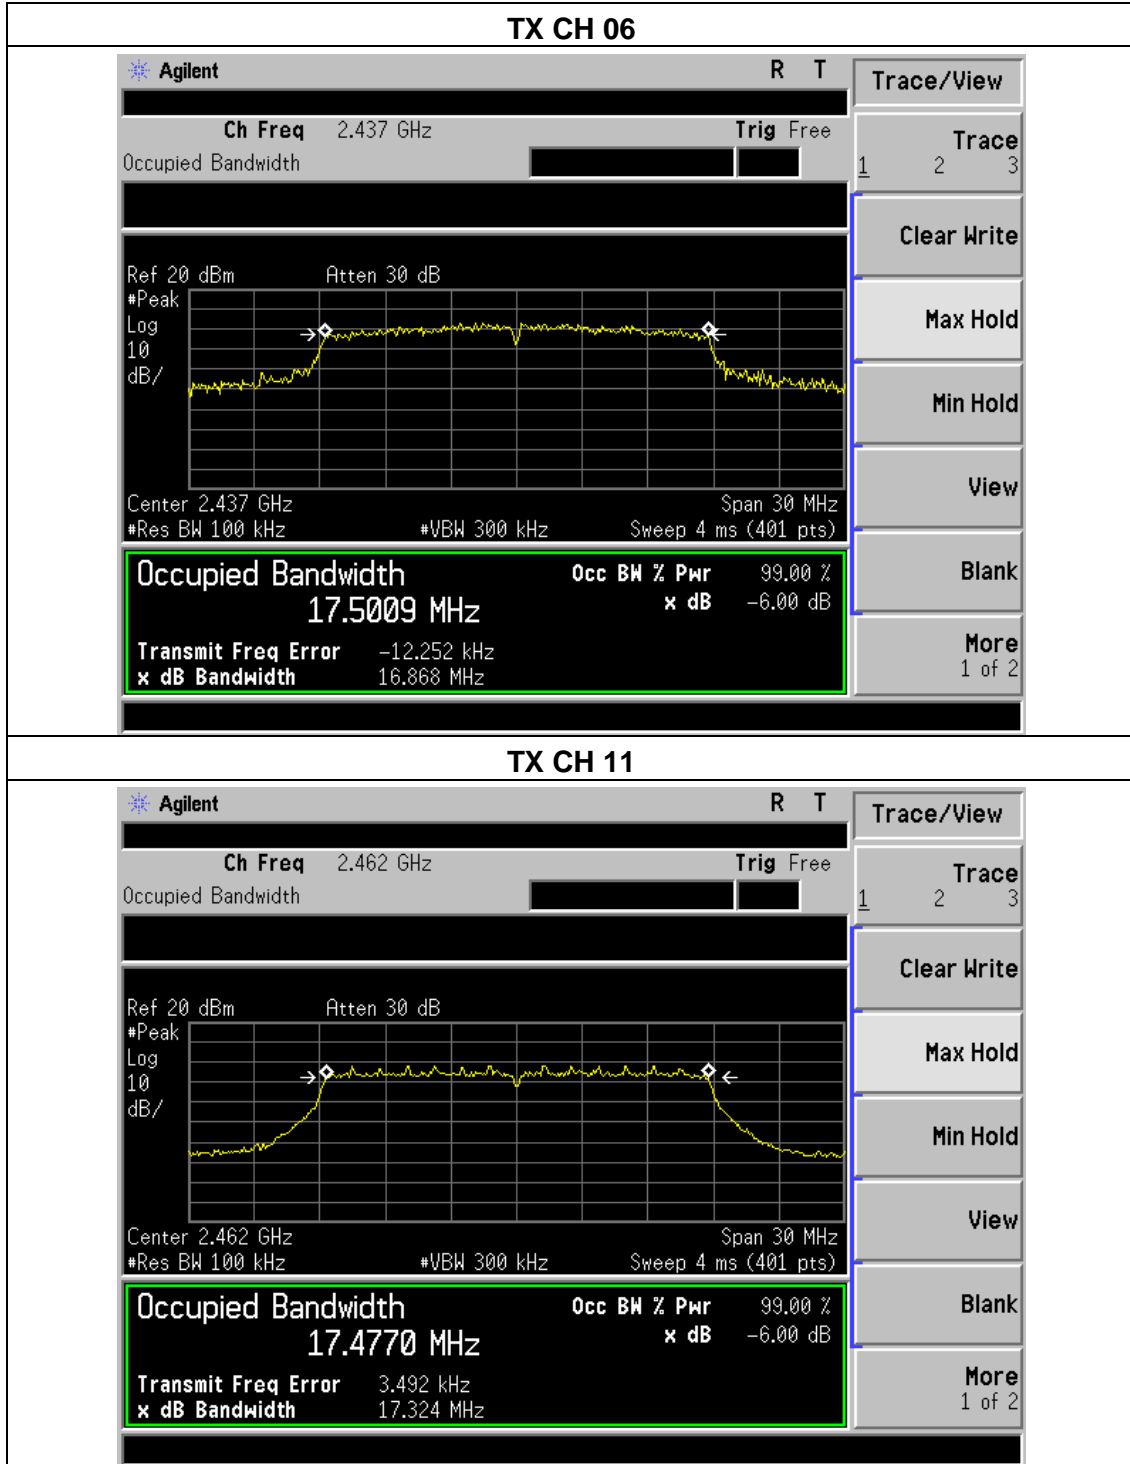 TX CH 06
Agilent R T
Trace/View
Ch Freq 2.437 GHz Trig Free
Occupied Bandwidth
Trace
1 2 3
Clear Write
Ref 20 dBm Atten 30 dB
#Peak
Log
10
dB/
Max Hold
Min Hold
View
Center 2.437 GHz Span 30 MHz
#Res BW 100 kHz #VBW 300 kHz Sweep 4 ms (401 pts)
Occupied Bandwidth Occ BW % Pwr 99.00 %
17.5009 MHz x dB -6.00 dB
Blank
Transmit Freq Error -12.252 kHz
x dB Bandwidth 16.868 MHz
More
1 of 2
TX CH 11
Agilent R T
Trace/View
Ch Freq 2.462 GHz Trig Free
Occupied Bandwidth
Trace
1 2 3
Clear Write
Ref 20 dBm Atten 30 dB
#Peak
Log
10
dB/
Max Hold
Min Hold
View
Center 2.462 GHz Span 30 MHz
#Res BW 100 kHz #VBW 300 kHz Sweep 4 ms (401 pts)
Occupied Bandwidth Occ BW % Pwr 99.00 %
17.4770 MHz x dB -6.00 dB
Blank
Transmit Freq Error 3.492 kHz
x dB Bandwidth 17.324 MHz
More
1 of 2